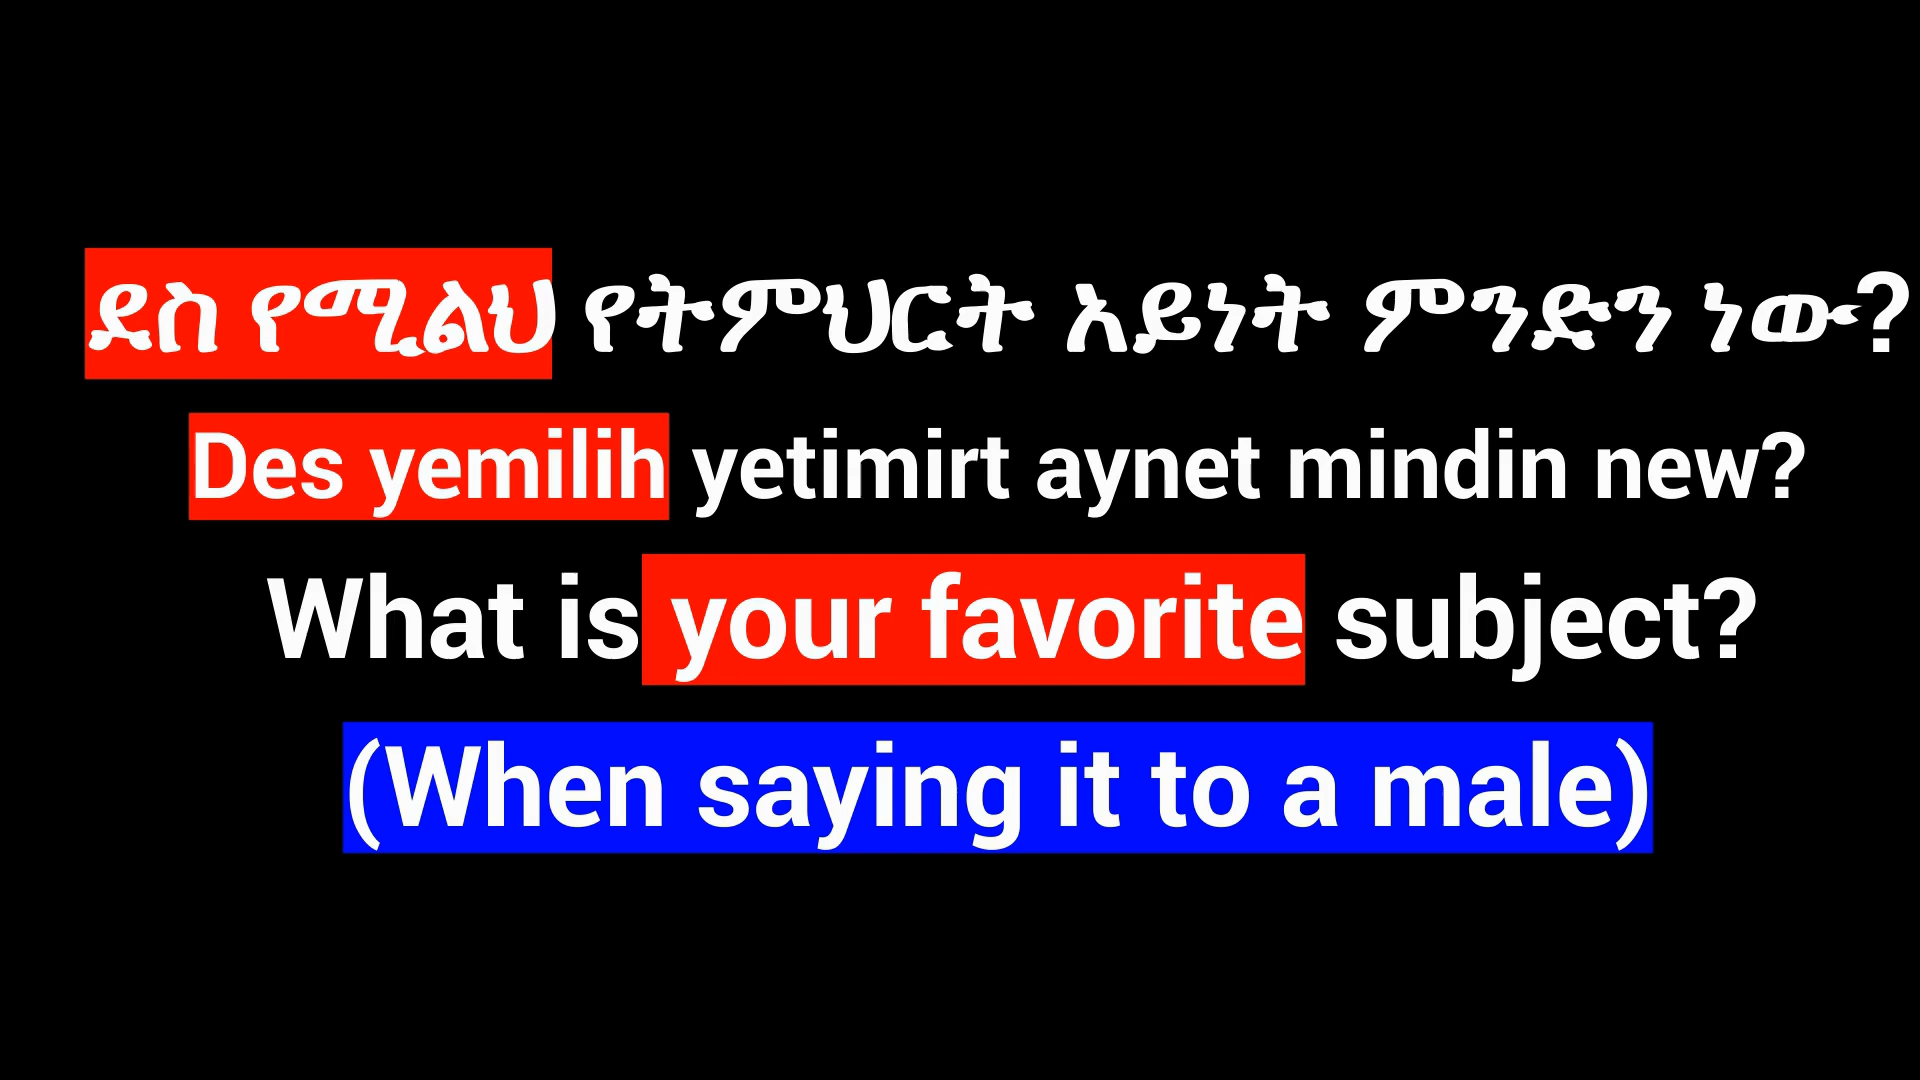 ደስ የሚልህ የትምህርት አይነት ምንድን ነው?
Des yemilih yetimirt aynet mindin new?
What is your favorite subject?
(When saying it to a male)